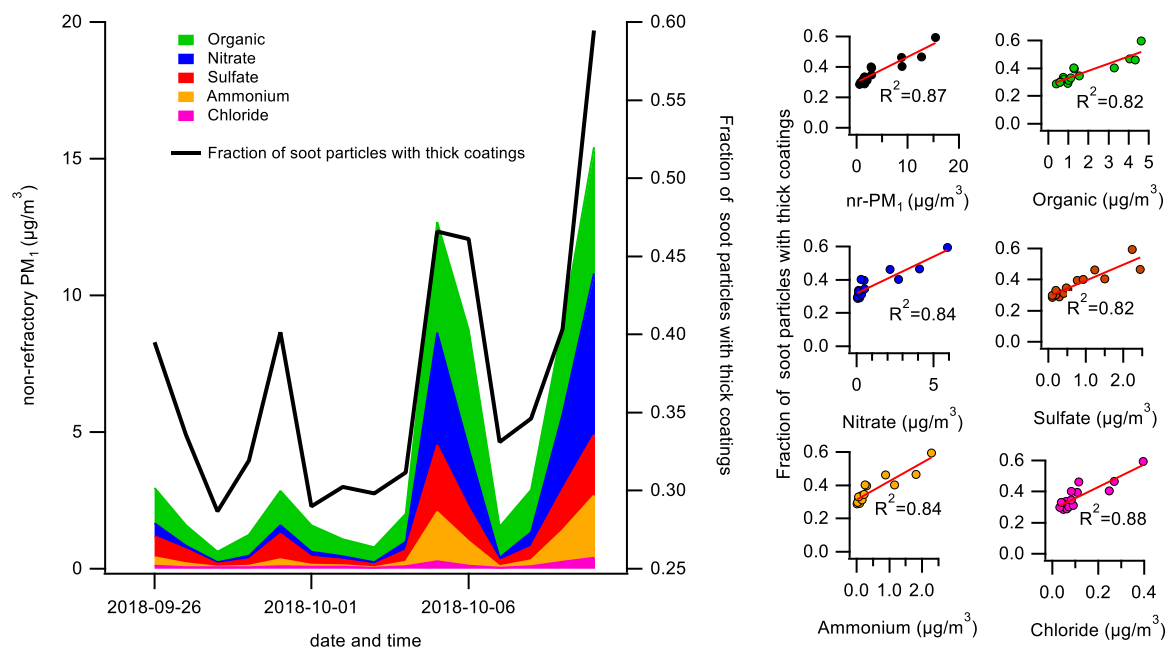 20
15
10
5
0
non-refractory PM₁ (µg/m³)
Organic
Nitrate
Sulfate
Ammonium
Chloride
Fraction of soot particles with thick coatings
0.60
0.55
0.50
0.45
0.40
0.35
0.30
0.25
Fraction of soot particles with thick coatings
2018-09-26
2018-10-01
2018-10-06
date and time
Fraction of soot particles with thick coatings
0.6
0.4
0.2
0.0
R²=0.87
0
10
20
nr-PM₁ (µg/m³)
0.6
0.4
0.2
0.0
R²=0.82
0
1
2
3
4
5
Organic (µg/m³)
0.6
0.4
0.2
0.0
R²=0.84
0
5
Nitrate (µg/m³)
0.6
0.4
0.2
0.0
R²=0.82
0.0
1.0
2.0
Sulfate (µg/m³)
0.6
0.4
0.2
0.0
R²=0.84
0.0
1.0
2.0
Ammonium (µg/m³)
0.6
0.4
0.2
0.0
R²=0.88
0.0
0.2
0.4
Chloride (µg/m³)